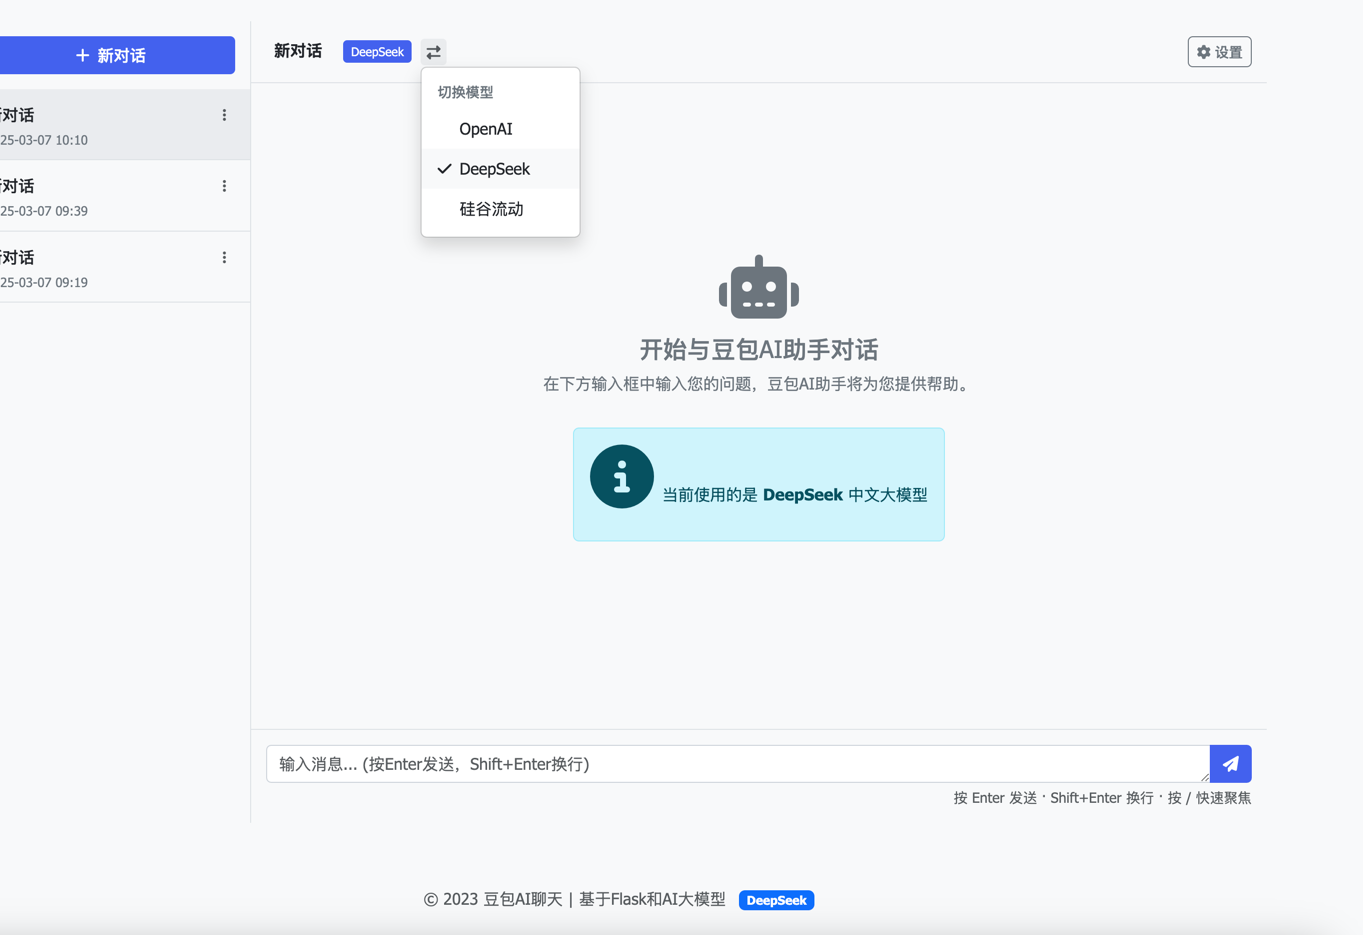 新对话
对话
25-03-07 10:10
对话
25-03-07 09:39
对话
25-03-07 09:19
新对话 DeepSeek
设置
切换模型
OpenAI
DeepSeek
硅谷流动
开始与豆包AI助手对话
在下方输入框中输入您的问题，豆包AI助手将为您提供帮助。
当前使用的是 DeepSeek 中文大模型
输入消息... (按Enter发送，Shift+Enter换行)
按 Enter 发送 · Shift+Enter 换行 · 按 / 快速聚焦
© 2023 豆包AI聊天 | 基于Flask和AI大模型 DeepSeek